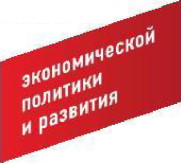 экономической
политики
и развития